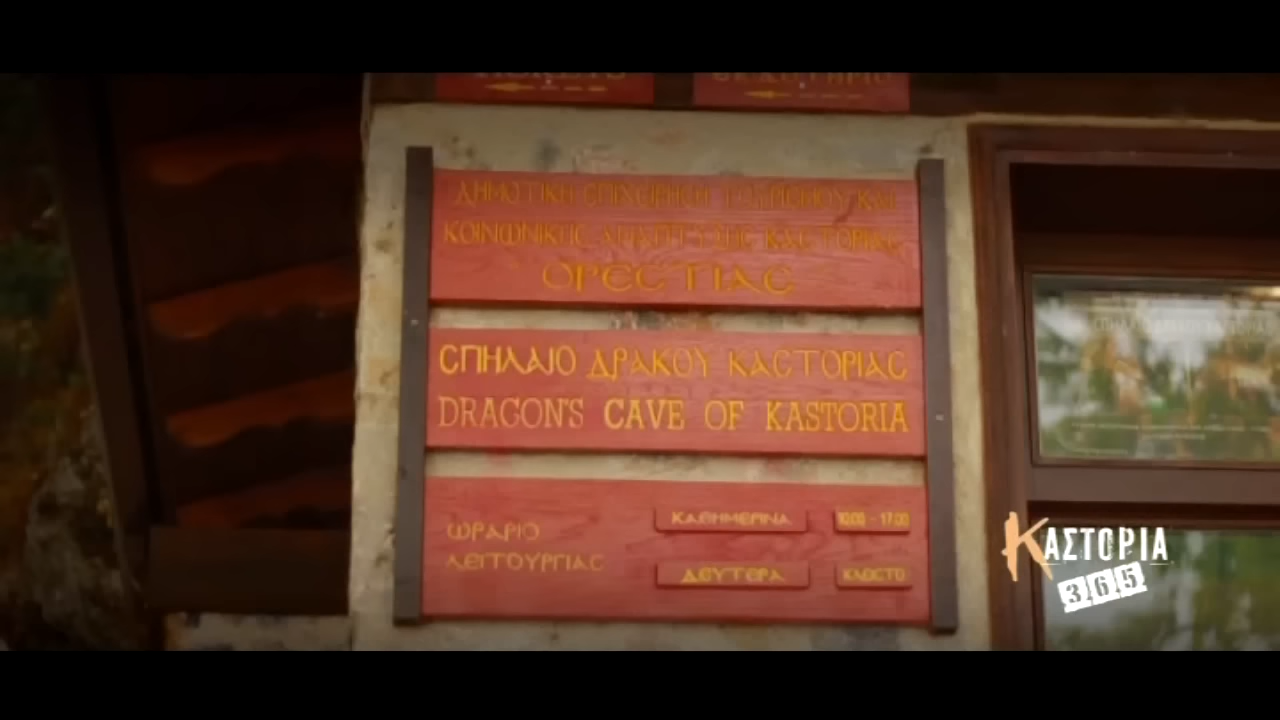 ΔΗΜΟΤΙΚΗ ΕΠΙΧΕΙΡΗΣΗ ΤΟΥΡΙΣΜΟΥ ΚΑΙ
ΚΟΙΝΩΝΙΚΗΣ ΑΝΑΠΤΥΞΗΣ ΚΑΣΤΟΡΙΑΣ
ΟΡΕΣΤΙΑΣ
ΣΠΗΛΑΙΟ ΔΡΑΚΟΥ ΚΑΣΤΟΡΙΑΣ
DRAGON'S CAVE OF KASTORIA
ΩΡΑΡΙΟ
ΛΕΙΤΟΥΡΓΙΑΣ
ΚΑΘΗΜΕΡΙΝΑ 10:00 - 17:00
ΔΕΥΤΕΡΑ ΚΛΕΙΣΤΟ
ΚΑΣΤΟΡΙΑ
365